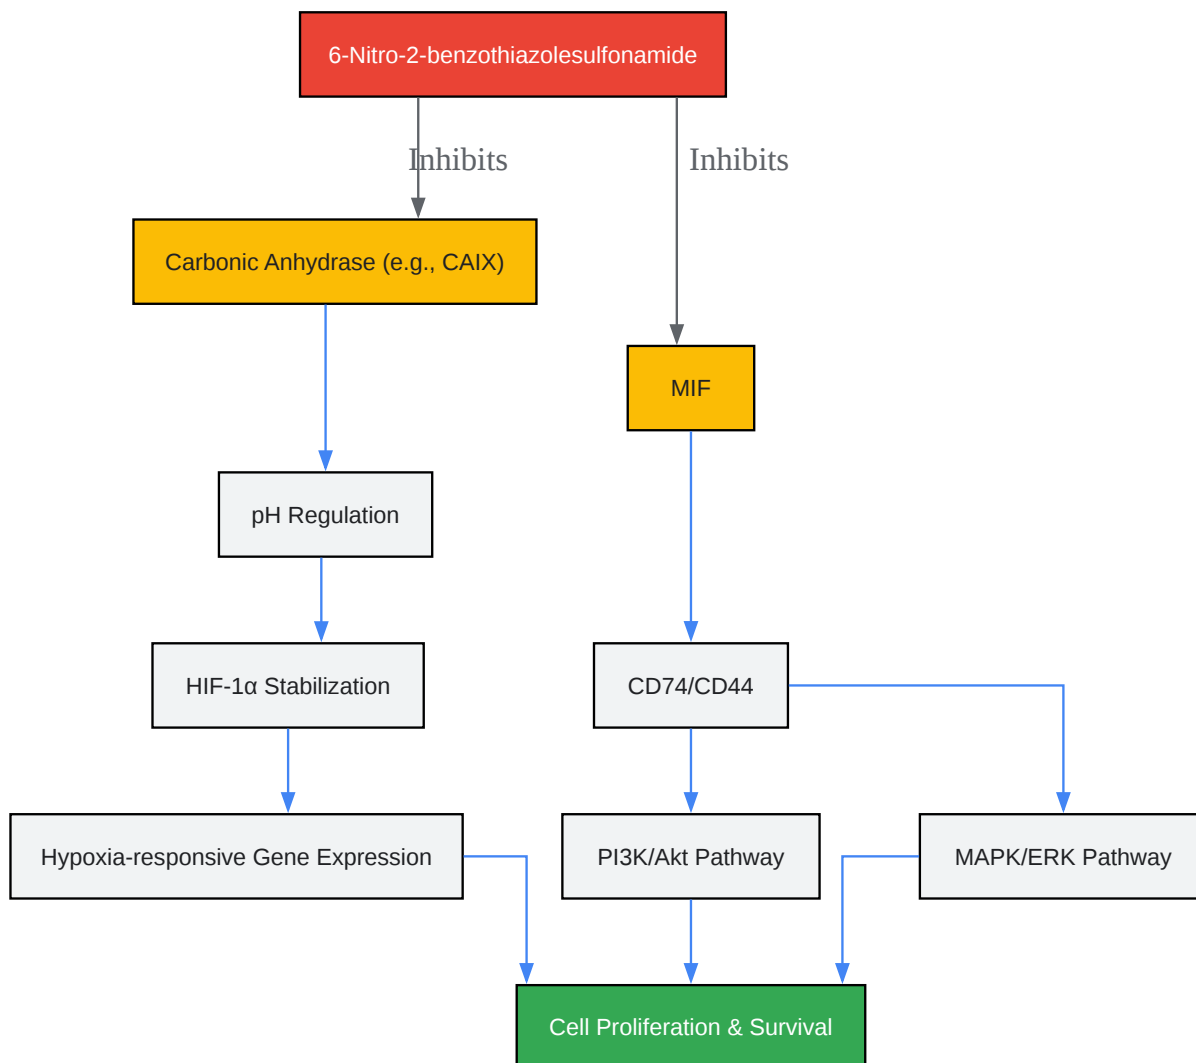 6-Nitro-2-benzothiazolesulfonamide
Inhibits
Inhibits
Carbonic Anhydrase (e.g., CAIX)
MIF
pH Regulation
HIF-1α Stabilization
CD74/CD44
Hypoxia-responsive Gene Expression
PI3K/Akt Pathway
MAPK/ERK Pathway
Cell Proliferation & Survival